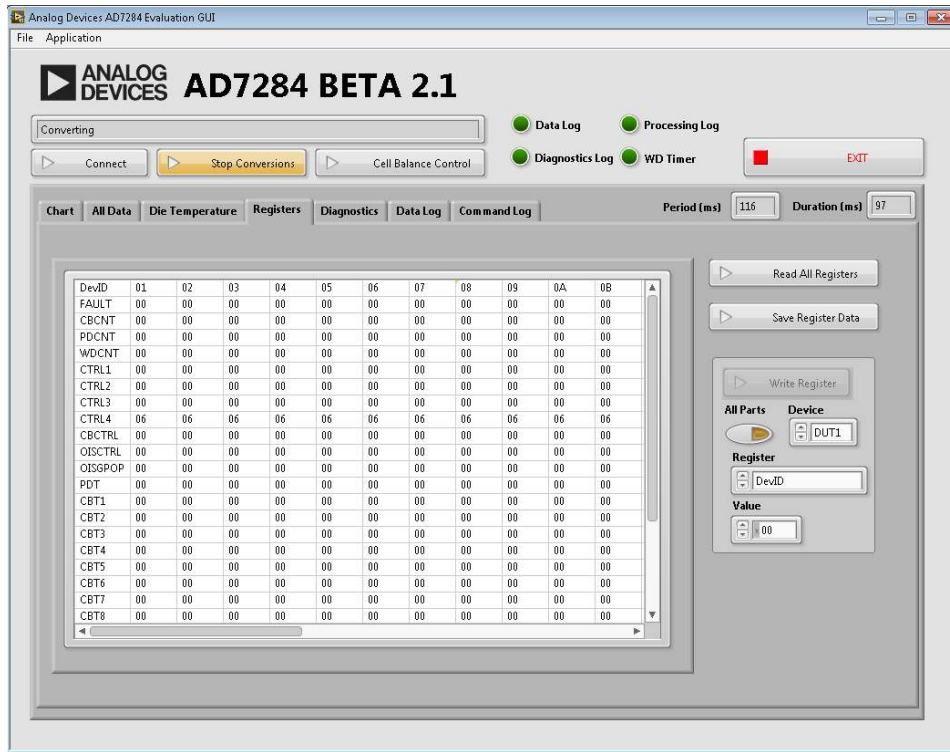 Analog Devices AD7284 Evaluation GUI
File Application
ANALOG DEVICES AD7284 BETA 2.1
Converting
Data Log Processing Log
Connect Stop Conversions Cell Balance Control Diagnostics Log WD Timer EXIT
Chart All Data Die Temperature Registers Diagnostics Data Log Command Log Period (ms) 116 Duration (ms) 97
DevID 01 02 03 04 05 06 07 08 09 0A 0B
FAULT 00 00 00 00 00 00 00 00 00 00 00
CBCNT 00 00 00 00 00 00 00 00 00 00 00
PDCNT 00 00 00 00 00 00 00 00 00 00 00
WDCNT 00 00 00 00 00 00 00 00 00 00 00
CTRL1 00 00 00 00 00 00 00 00 00 00 00
CTRL2 00 00 00 00 00 00 00 00 00 00 00
CTRL3 00 00 00 00 00 00 00 00 00 00 00
CTRL4 06 06 06 06 06 06 06 06 06 06 06
CBCTRL 00 00 00 00 00 00 00 00 00 00 00
OISCTRL 00 00 00 00 00 00 00 00 00 00 00
OISGPOP 00 00 00 00 00 00 00 00 00 00 00
PDT 00 00 00 00 00 00 00 00 00 00 00
CBT1 00 00 00 00 00 00 00 00 00 00 00
CBT2 00 00 00 00 00 00 00 00 00 00 00
CBT3 00 00 00 00 00 00 00 00 00 00 00
CBT4 00 00 00 00 00 00 00 00 00 00 00
CBT5 00 00 00 00 00 00 00 00 00 00 00
CBT6 00 00 00 00 00 00 00 00 00 00 00
CBT7 00 00 00 00 00 00 00 00 00 00 00
CBT8 00 00 00 00 00 00 00 00 00 00 00
Read All Registers
Save Register Data
Write Register
All Parts Device
DUT1
Register
DevID
Value
x 00